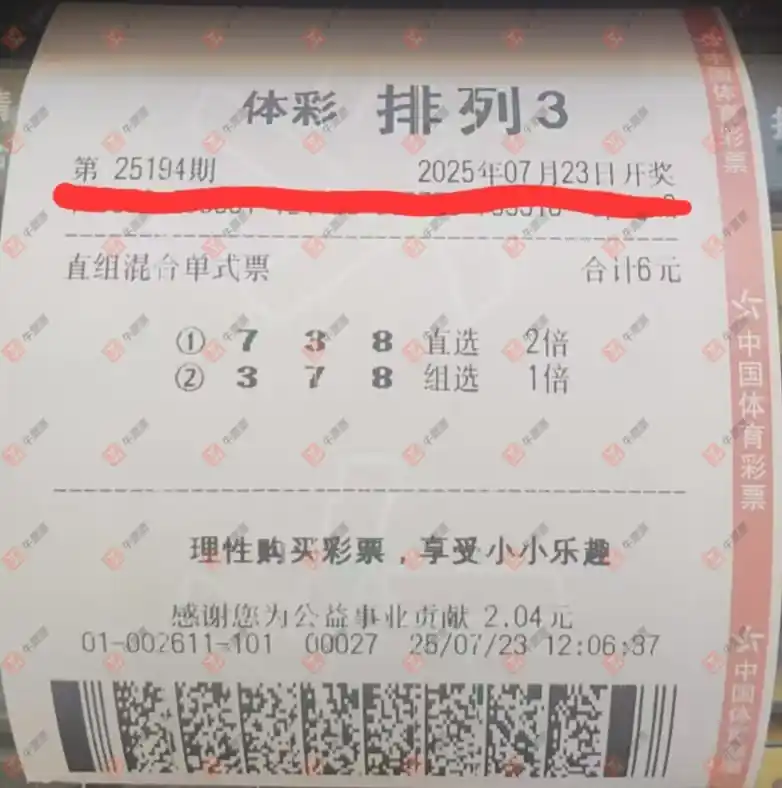 体彩 排列3
第 25194期 2025年07月23日开奖
直组混合单式票 合计6元
① 7 3 8 直选 2倍
② 3 7 8 组选 1倍
理性购买彩票，享受小小乐趣
感谢您为公益事业贡献 2.04元
01-002611-101 00027 25/07/23 12:06:37
中国体育彩票
中国体育彩票